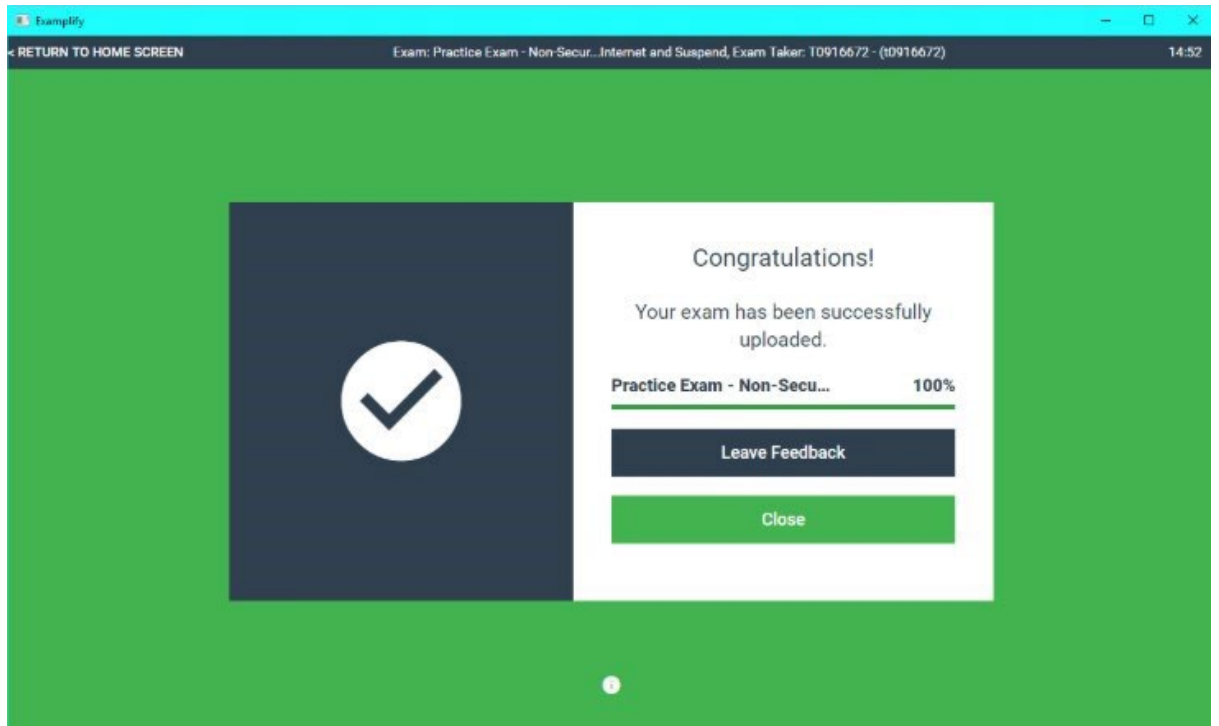 Examplify
< RETURN TO HOME SCREEN
Exam: Practice Exam - Non-Secur...Internet and Suspend, Exam Taker: T0916672 - (t0916672)
14:52
Congratulations!
Your exam has been successfully
uploaded.
Practice Exam - Non-Secu... 100%
Leave Feedback
Close